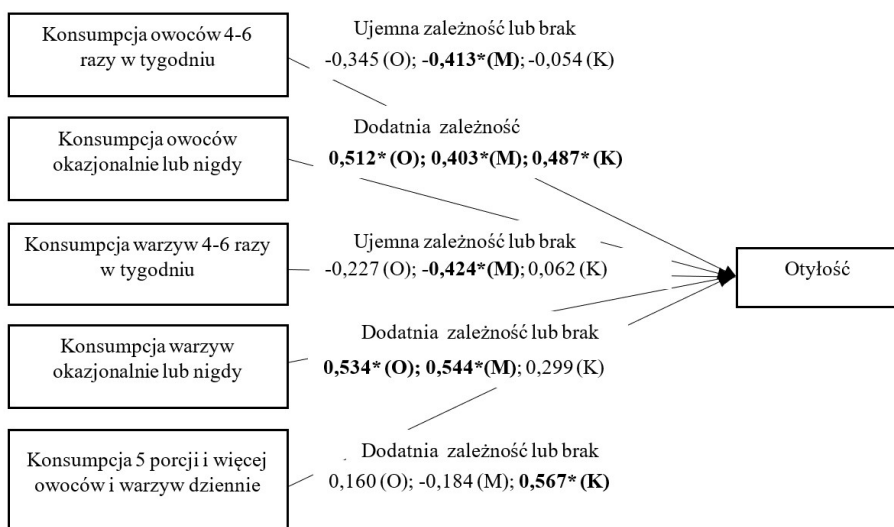 Konsumpcja owoców 4-6
razy w tygodniu
Ujemna zależność lub brak
-0,345 (O); -0,413*(M); -0,054 (K)
Konsumpcja owoców
okazjonalnie lub nigdy
Dodatnia zależność
0,512* (O); 0,403*(M); 0,487* (K)
Konsumpcja warzyw 4-6 razy
w tygodniu
Ujemna zależność lub brak
-0,227 (O); -0,424*(M); 0,062 (K)
Otyłość
Konsumpcja warzyw
okazjonalnie lub nigdy
Dodatnia zależność lub brak
0,534* (O); 0,544*(M); 0,299 (K)
Konsumpcja 5 porcji i więcej
owoców i warzyw dziennie
Dodatnia zależność lub brak
0,160 (O); -0,184 (M); 0,567* (K)